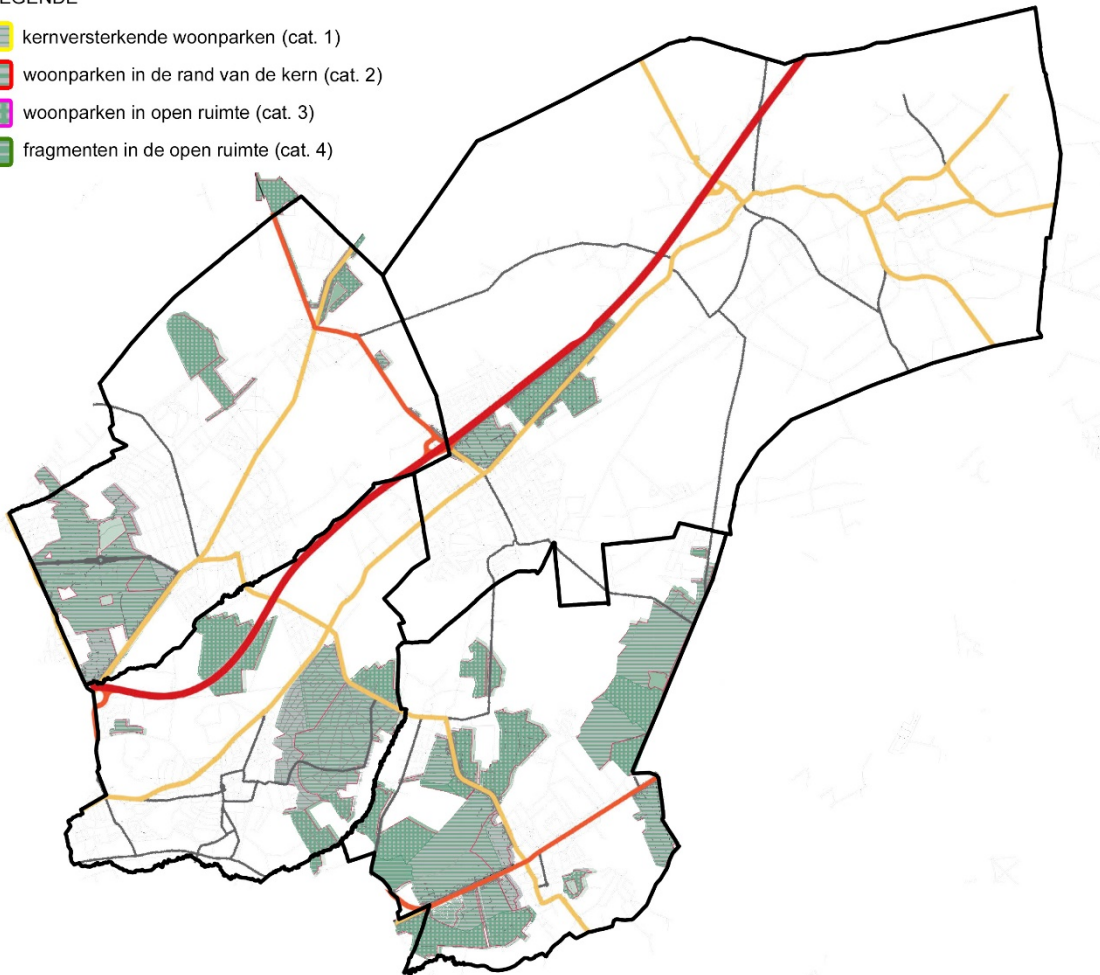 LEGENDE
kernversterkende woonparken (cat. 1)
woonparken in de rand van de kern (cat. 2)
woonparken in open ruimte (cat. 3)
fragmenten in de open ruimte (cat. 4)